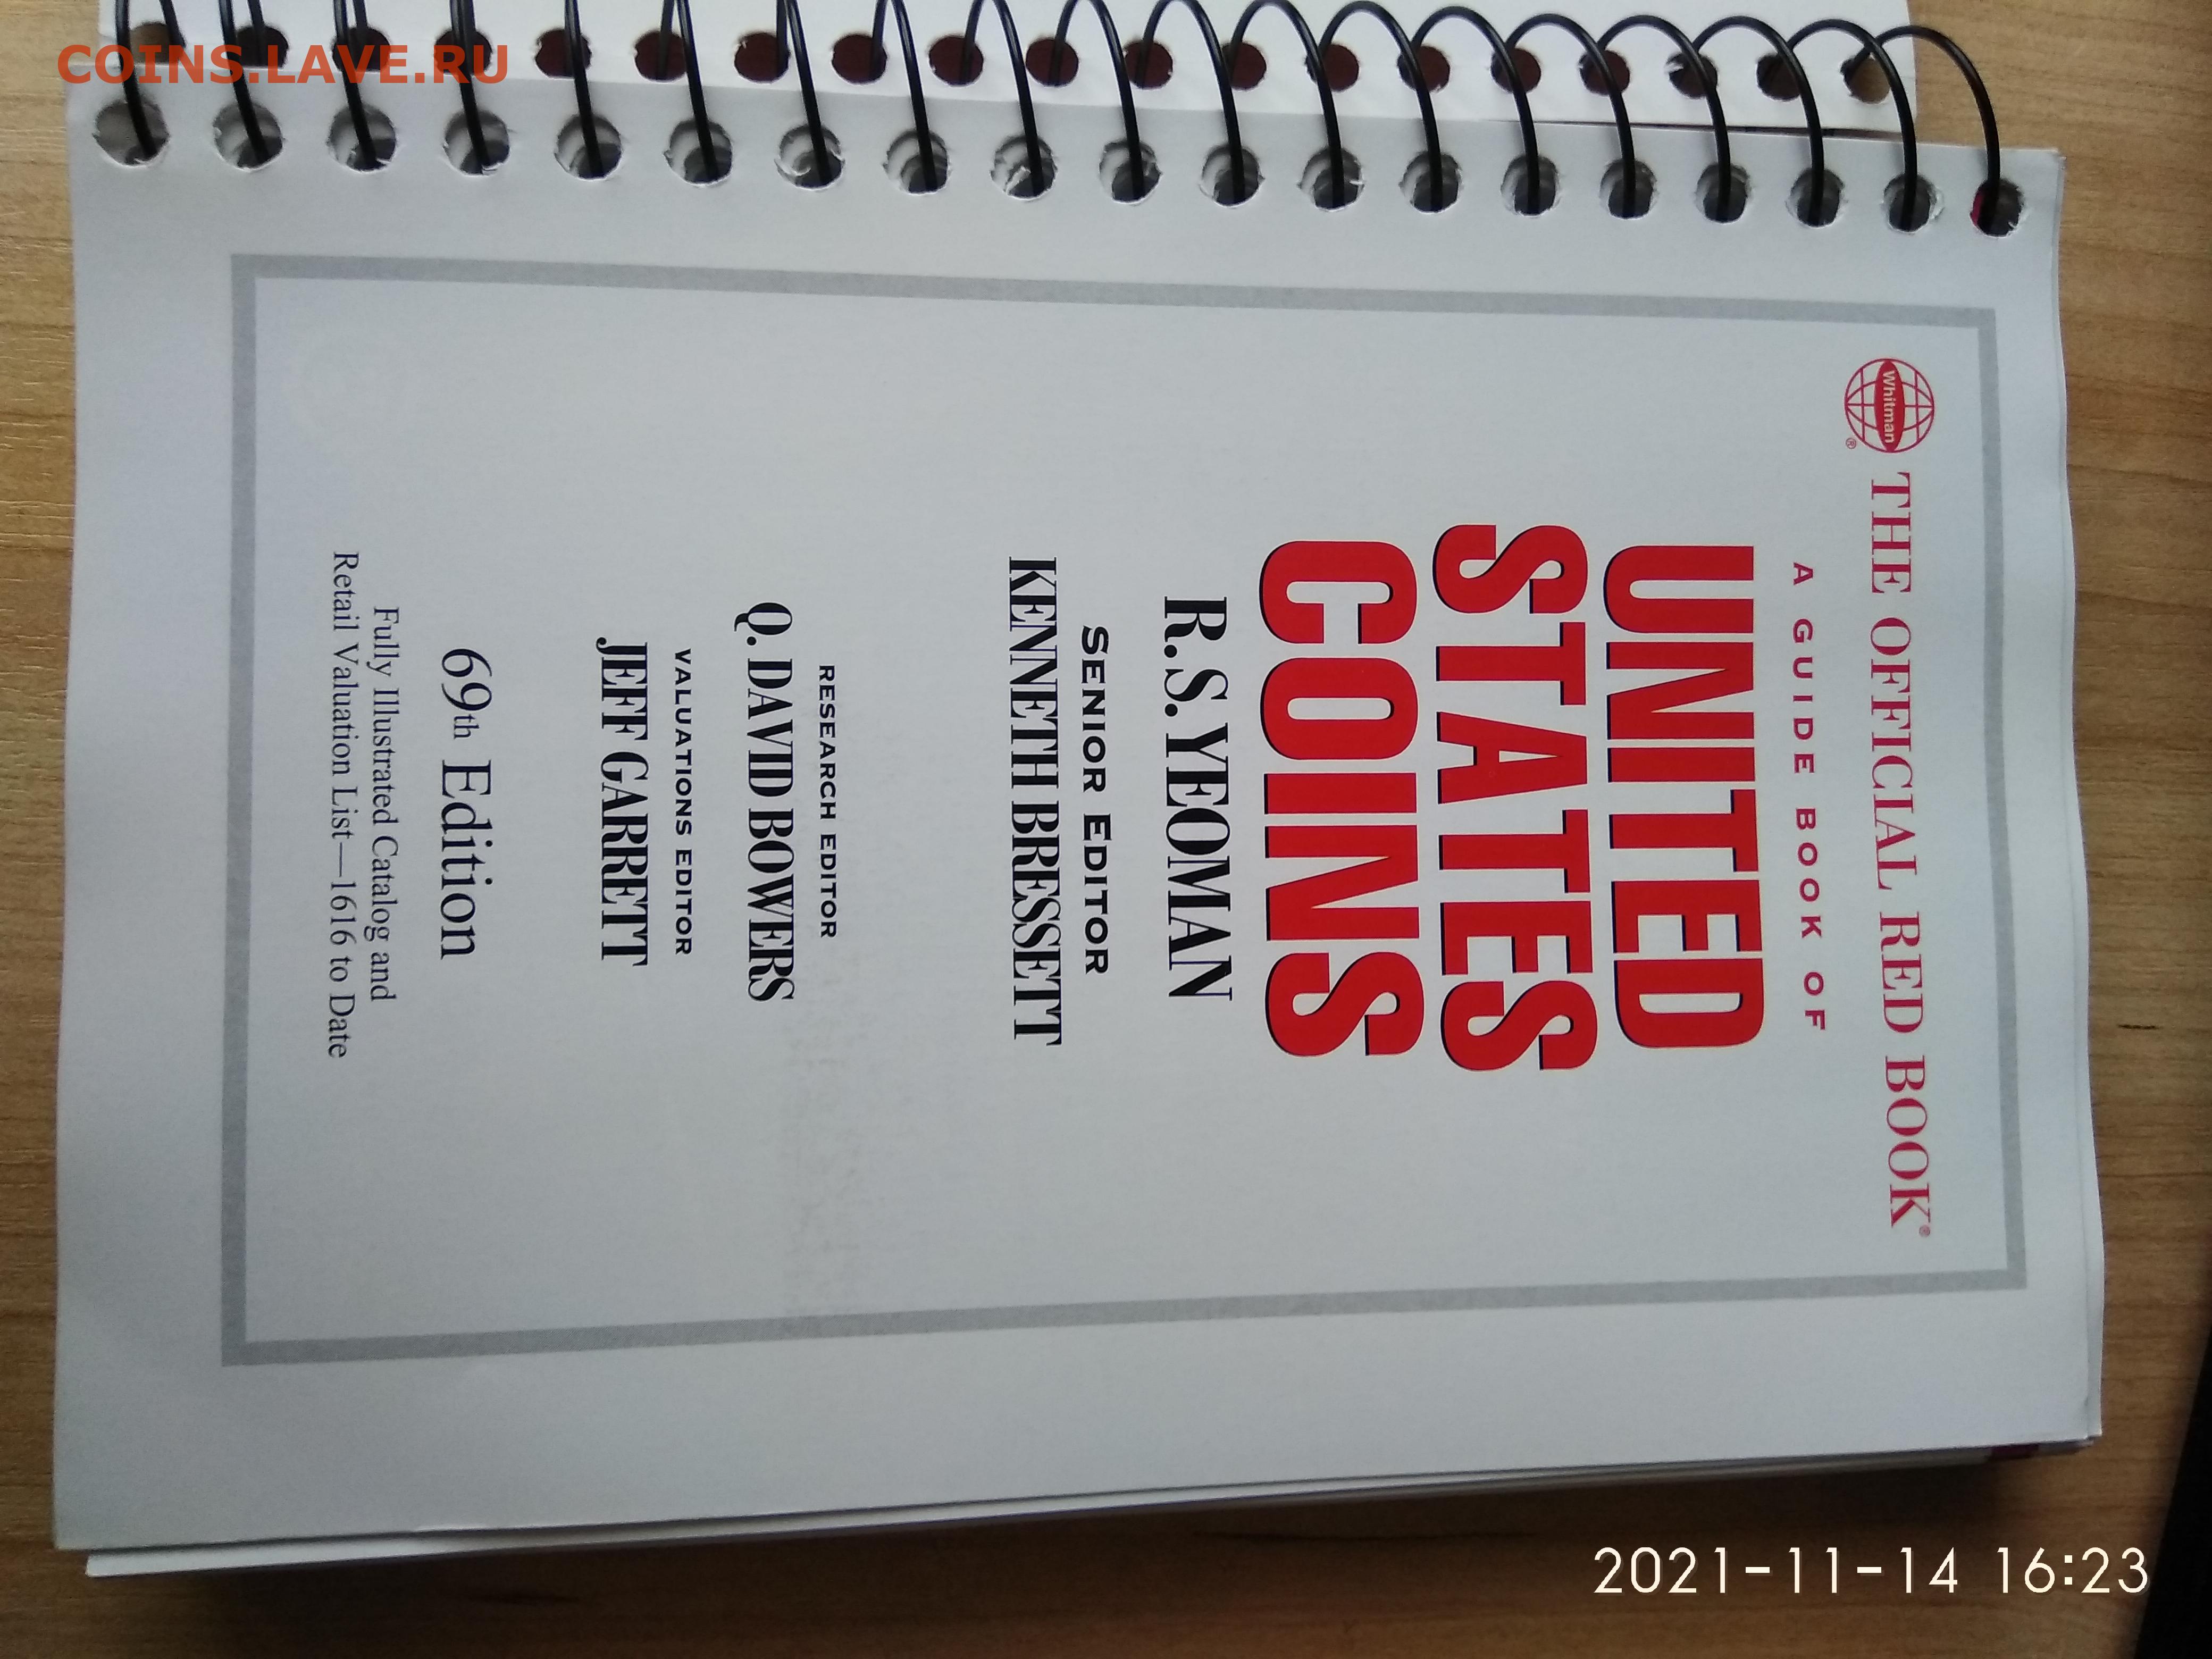 COINS.LAVE.RU
Whitman®
THE OFFICIAL RED BOOK®
A GUIDE BOOK OF
UNITED
STATES
COINS
R.S. YEOMAN
SENIOR EDITOR
KENNETH BRESSETT
RESEARCH EDITOR
Q. DAVID BOWERS
VALUATIONS EDITOR
JEFF GARRETT
69th Edition
Fully Illustrated Catalog and
Retail Valuation List—1616 to Date
2021-11-14 16:23